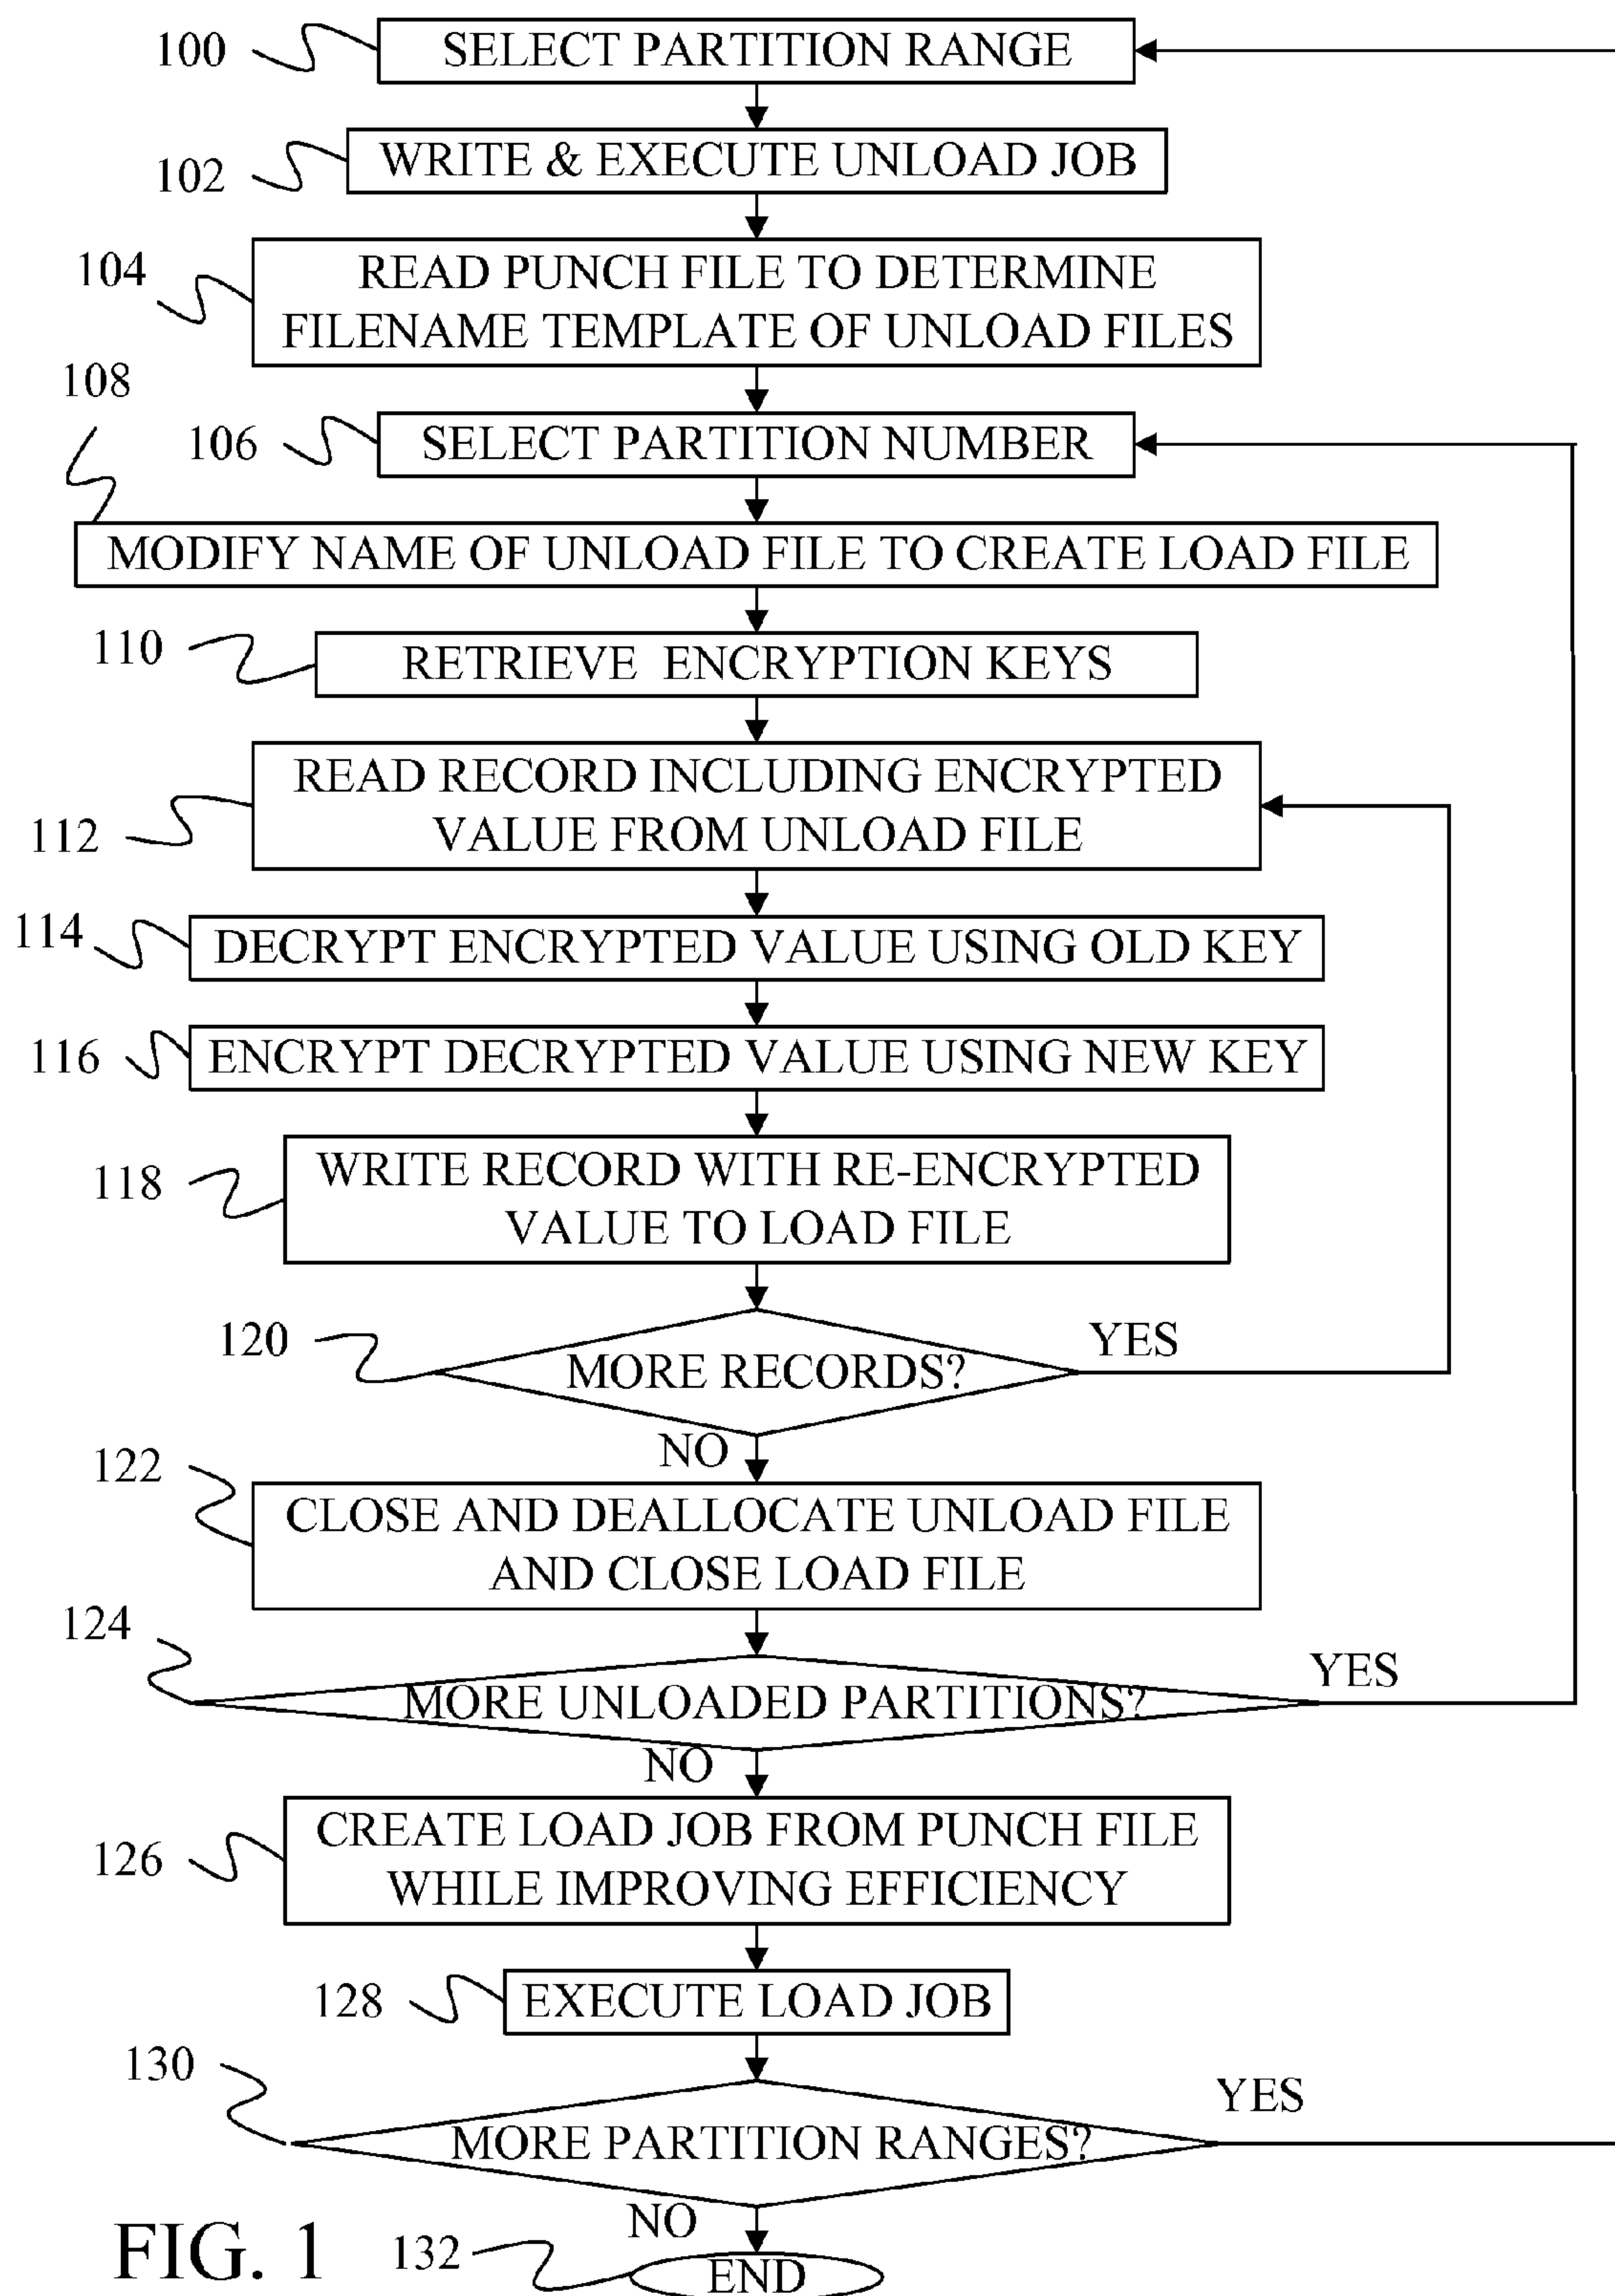 100
SELECT PARTITION RANGE
102
WRITE & EXECUTE UNLOAD JOB
104
READ PUNCH FILE TO DETERMINE
FILENAME TEMPLATE OF UNLOAD FILES
108
106
SELECT PARTITION NUMBER
MODIFY NAME OF UNLOAD FILE TO CREATE LOAD FILE
110
RETRIEVE ENCRYPTION KEYS
112
READ RECORD INCLUDING ENCRYPTED
VALUE FROM UNLOAD FILE
114
DECRYPT ENCRYPTED VALUE USING OLD KEY
116
ENCRYPT DECRYPTED VALUE USING NEW KEY
118
WRITE RECORD WITH RE-ENCRYPTED
VALUE TO LOAD FILE
120
MORE RECORDS?
YES
NO
122
CLOSE AND DEALLOCATE UNLOAD FILE
AND CLOSE LOAD FILE
124
MORE UNLOADED PARTITIONS?
YES
NO
126
CREATE LOAD JOB FROM PUNCH FILE
WHILE IMPROVING EFFICIENCY
128
EXECUTE LOAD JOB
130
MORE PARTITION RANGES?
YES
NO
132
END
FIG. 1